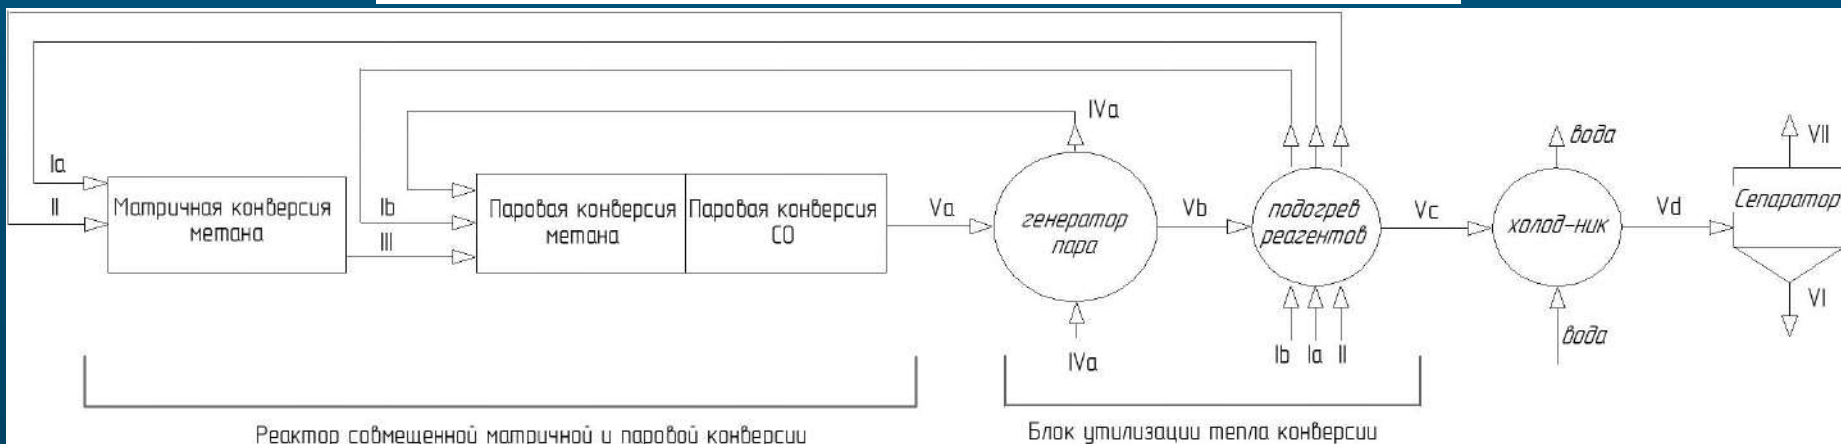 IVa
VII
вода
Ia
II
Матричная конверсия
метана
Ib
III
Паровая конверсия
метана
Паровая конверсия
CO
Va
генератор
пара
Vb
подогрев
реагентов
Vc
холод-ник
Vd
Сепаратор
VI
вода
IVa
Ib Ia II
Реактор совмещенной матричной и паровой конверсии
Блок утилизации тепла конверсии